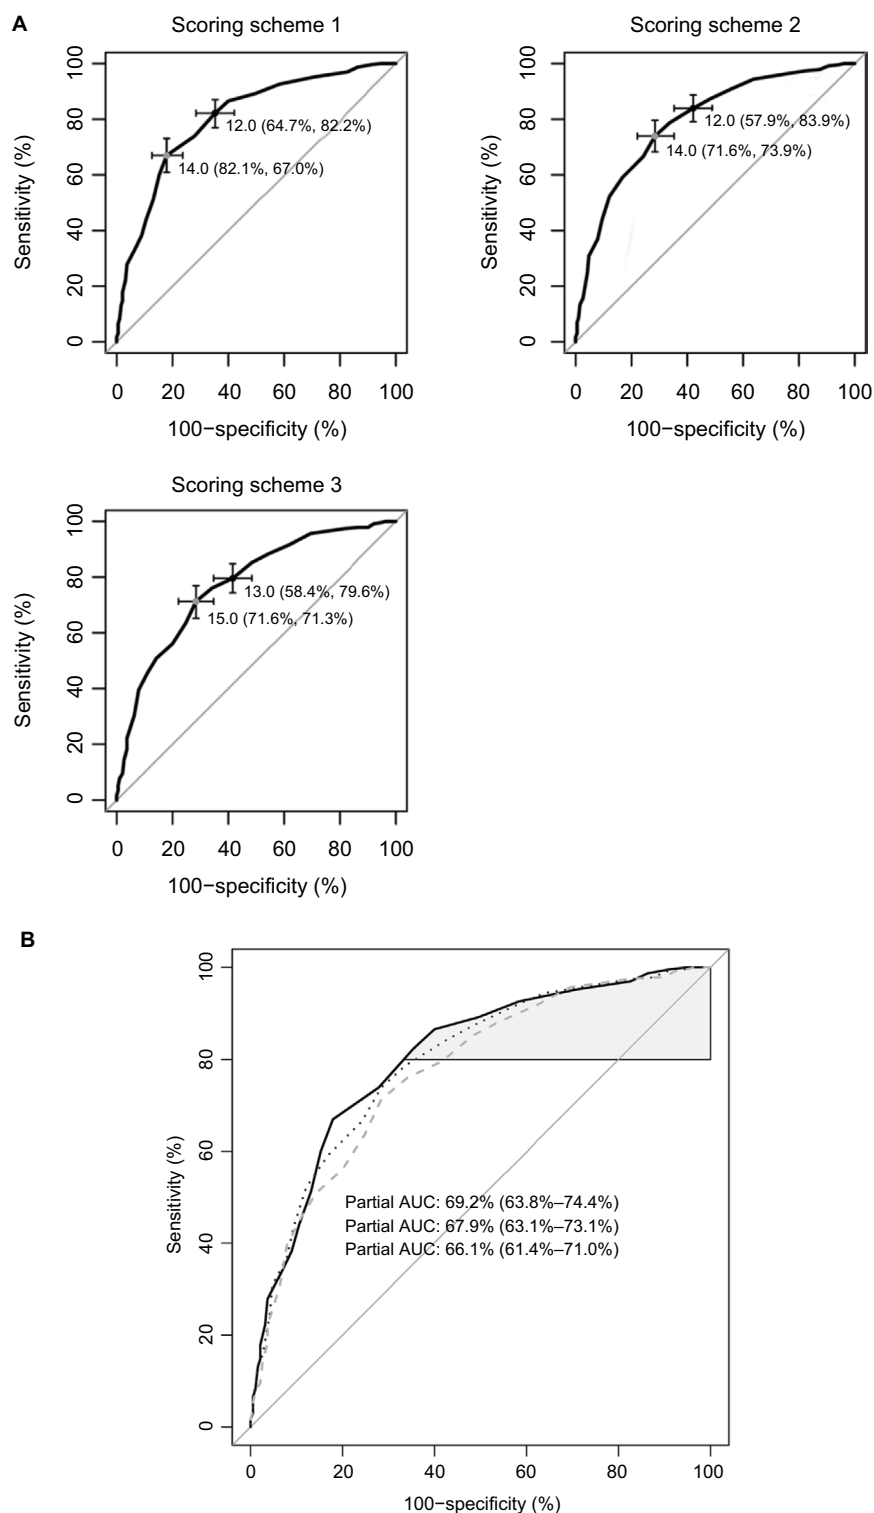 A
Scoring scheme 1
100
80
60
40
20
0
Sensitivity (%)
12.0 (64.7%, 82.2%)
14.0 (82.1%, 67.0%)
0 20 40 60 80 100
100−specificity (%)
Scoring scheme 2
100
80
60
40
20
0
Sensitivity (%)
12.0 (57.9%, 83.9%)
14.0 (71.6%, 73.9%)
0 20 40 60 80 100
100−specificity (%)
Scoring scheme 3
100
80
60
40
20
0
Sensitivity (%)
13.0 (58.4%, 79.6%)
15.0 (71.6%, 71.3%)
0 20 40 60 80 100
100−specificity (%)
B
100
80
60
40
20
0
Sensitivity (%)
Partial AUC: 69.2% (63.8%–74.4%)
Partial AUC: 67.9% (63.1%–73.1%)
Partial AUC: 66.1% (61.4%–71.0%)
0 20 40 60 80 100
100−specificity (%)